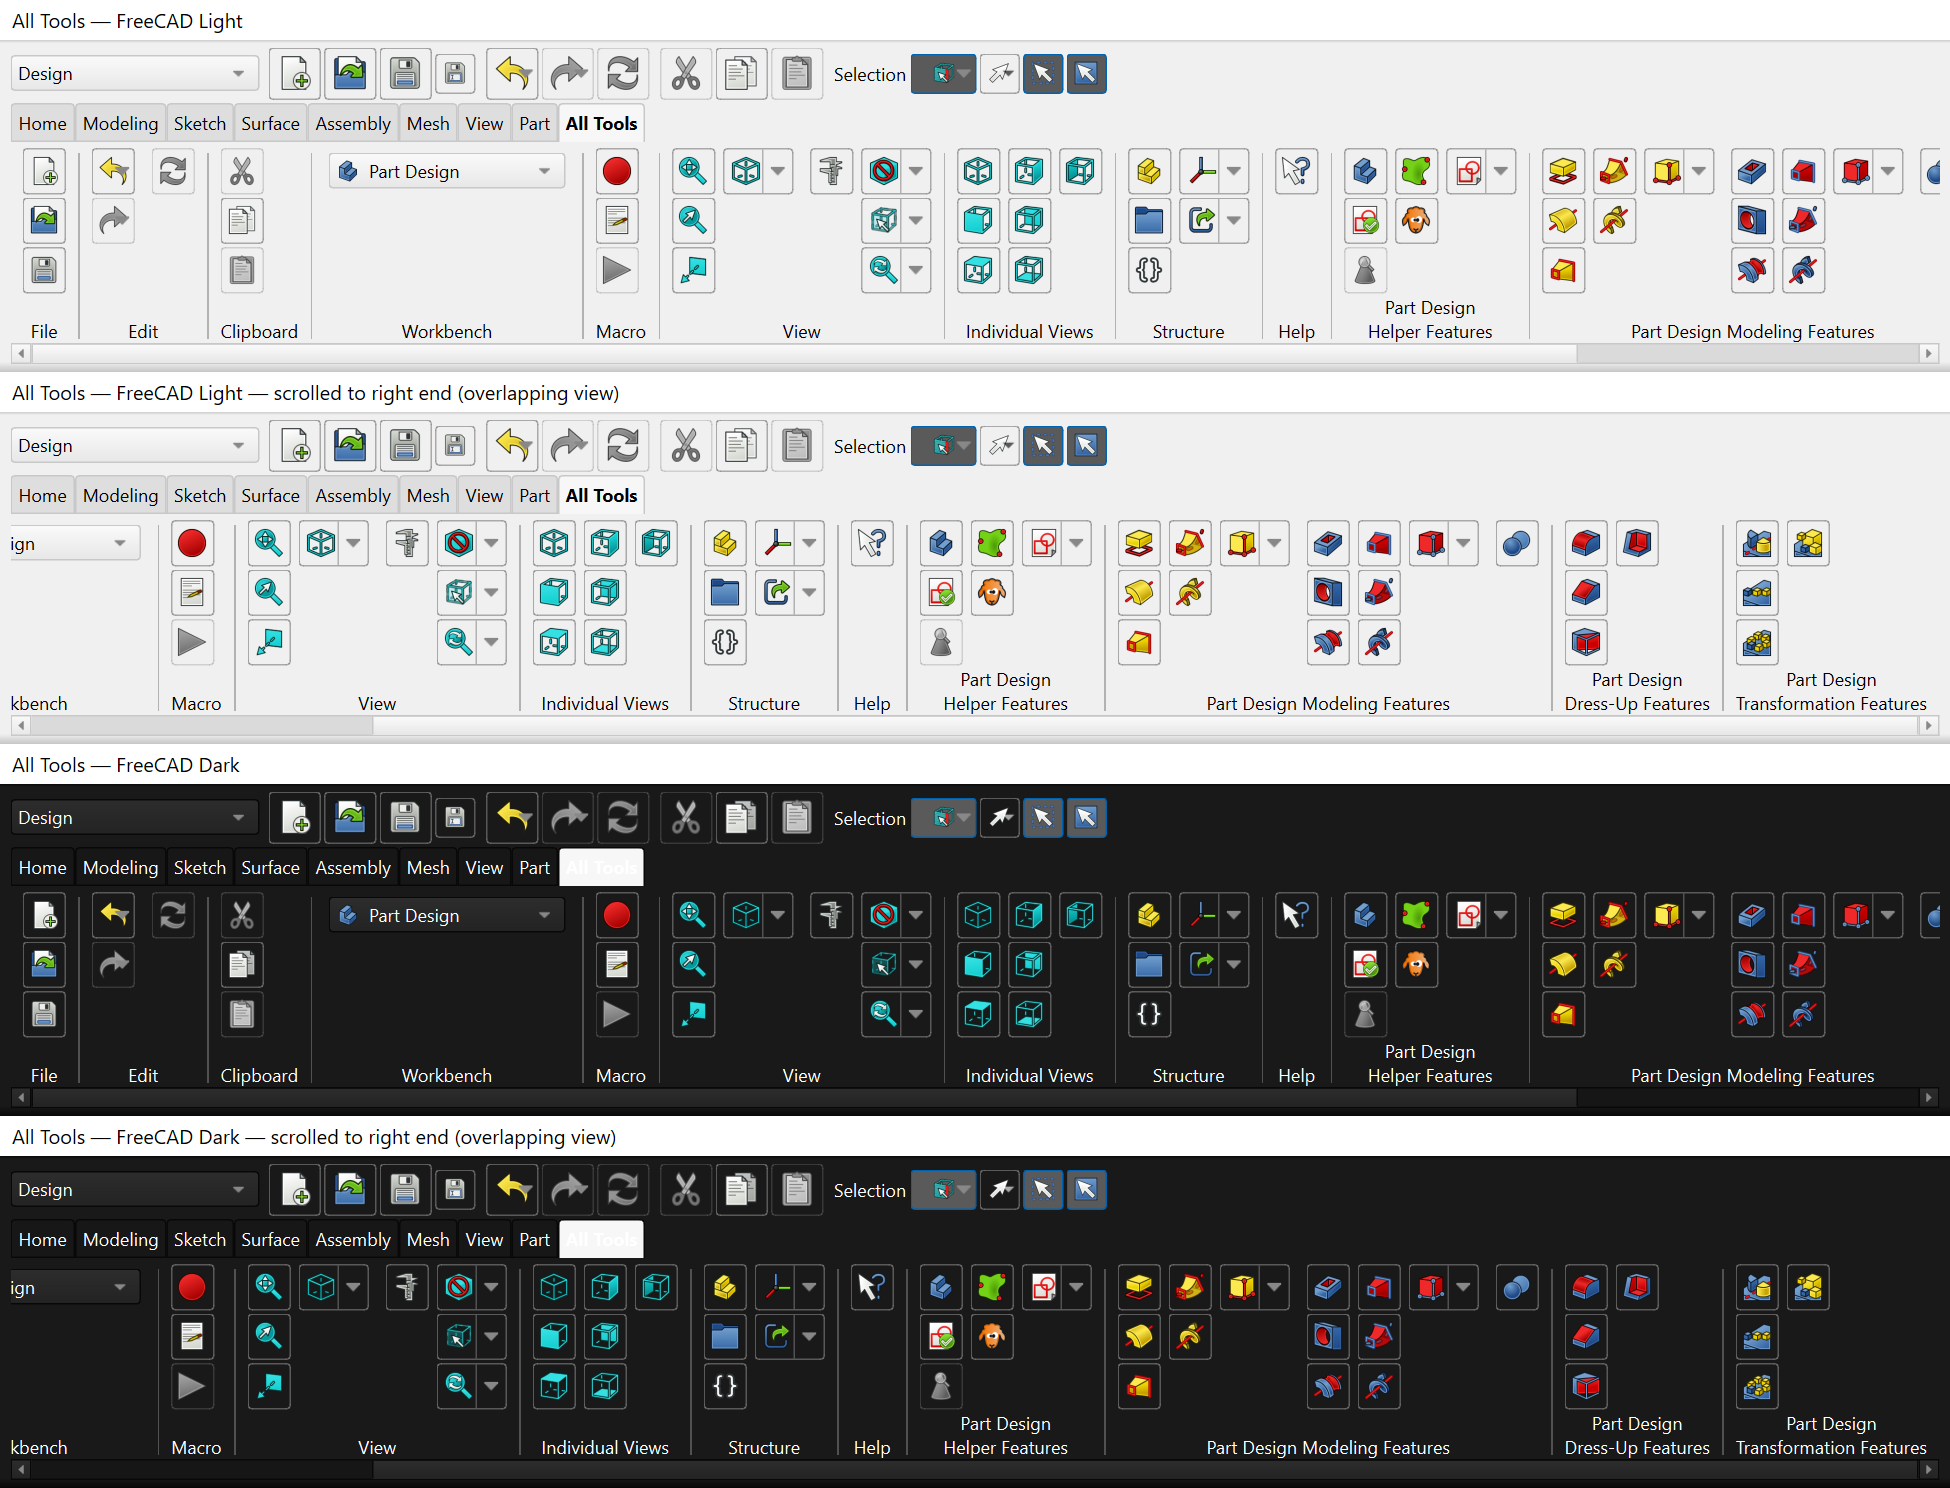 All Tools — FreeCAD Light
Design
Selection
Home Modeling Sketch Surface Assembly Mesh View Part All Tools
Part Design
Part Design
File Edit Clipboard Workbench Macro View Individual Views Structure Help Helper Features Part Design Modeling Features
All Tools — FreeCAD Light — scrolled to right end (overlapping view)
Design
Selection
Home Modeling Sketch Surface Assembly Mesh View Part All Tools
ign
Part Design Part Design Part Design
kbench Macro View Individual Views Structure Help Helper Features Part Design Modeling Features Dress-Up Features Transformation Features
All Tools — FreeCAD Dark
Design
Selection
Home Modeling Sketch Surface Assembly Mesh View Part All Tools
Part Design
Part Design
File Edit Clipboard Workbench Macro View Individual Views Structure Help Helper Features Part Design Modeling Features
All Tools — FreeCAD Dark — scrolled to right end (overlapping view)
Design
Selection
Home Modeling Sketch Surface Assembly Mesh View Part All Tools
ign
Part Design Part Design Part Design
kbench Macro View Individual Views Structure Help Helper Features Part Design Modeling Features Dress-Up Features Transformation Features